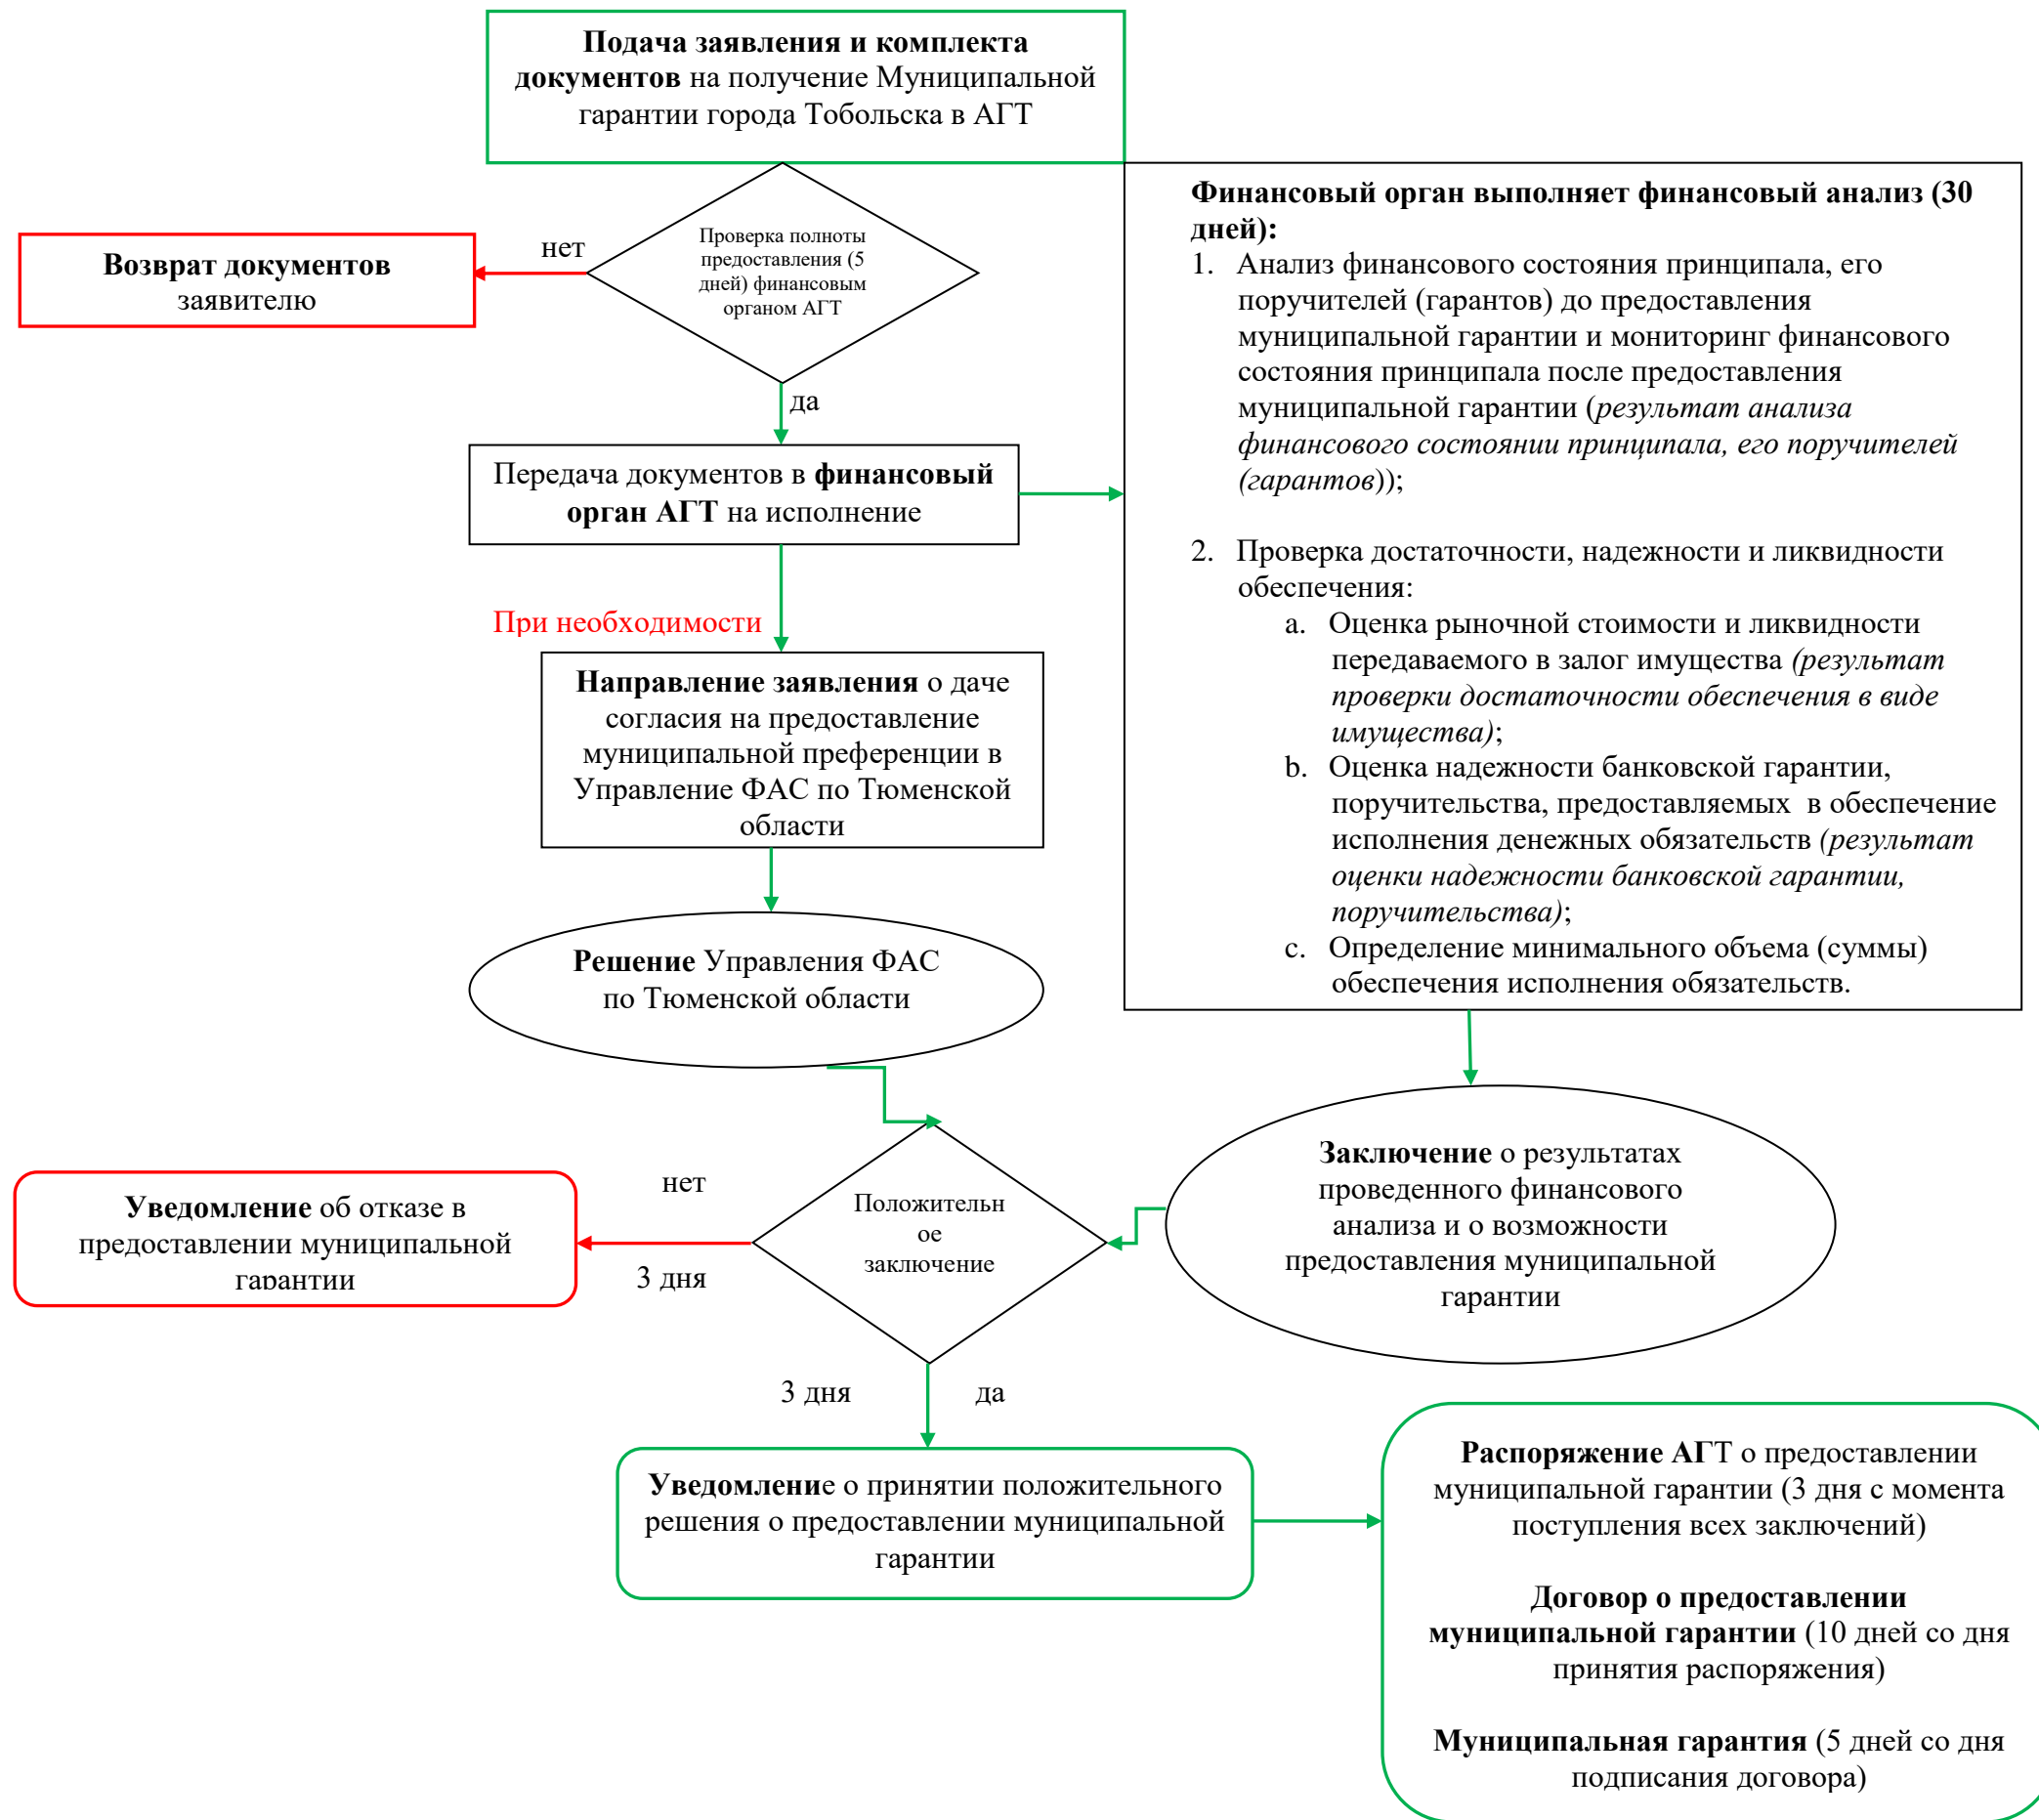 Подача заявления и комплекта
документов на получение Муниципальной
гарантии города Тобольска в АГТ
Проверка полноты
предоставления (5
дней) финансовым
органом АГТ
нет
Возврат документов
заявителю
да
Передача документов в финансовый
орган АГТ на исполнение
Финансовый орган выполняет финансовый анализ (30
дней):
1. Анализ финансового состояния принципала, его
поручителей (гарантов) до предоставления
муниципальной гарантии и мониторинг финансового
состояния принципала после предоставления
муниципальной гарантии (результат анализа
финансового состоянии принципала, его поручителей
(гарантов));
2. Проверка достаточности, надежности и ликвидности
обеспечения:
a. Оценка рыночной стоимости и ликвидности
передаваемого в залог имущества (результат
проверки достаточности обеспечения в виде
имущества);
b. Оценка надежности банковской гарантии,
поручительства, предоставляемых в обеспечение
исполнения денежных обязательств (результат
оценки надежности банковской гарантии,
поручительства);
c. Определение минимального объема (суммы)
обеспечения исполнения обязательств.
При необходимости
Направление заявления о даче
согласия на предоставление
муниципальной преференции в
Управление ФАС по Тюменской
области
Решение Управления ФАС
по Тюменской области
Заключение о результатах
проведенного финансового
анализа и о возможности
предоставления муниципальной
гарантии
Положительн
ое
заключение
нет
3 дня
Уведомление об отказе в
предоставлении муниципальной
гарантии
3 дня да
Уведомление о принятии положительного
решения о предоставлении муниципальной
гарантии
Распоряжение АГТ о предоставлении
муниципальной гарантии (3 дня с момента
поступления всех заключений)
Договор о предоставлении
муниципальной гарантии (10 дней со дня
принятия распоряжения)
Муниципальная гарантия (5 дней со дня
подписания договора)